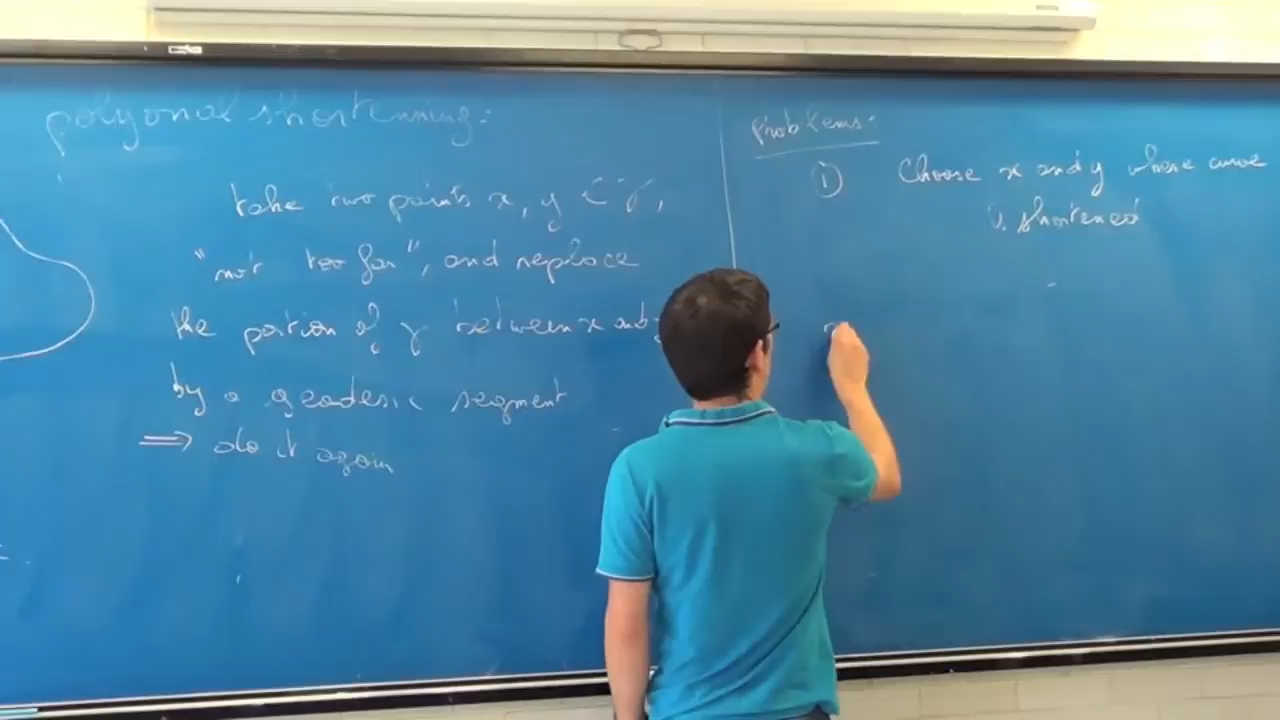 polygonal shortening:
take two points x, y ∈ γ,
"not too far", and replace
the portion of γ between x and
by a geodesic segment
⟹ do it again
Problems:
① Choose x and y where curve
is shortened